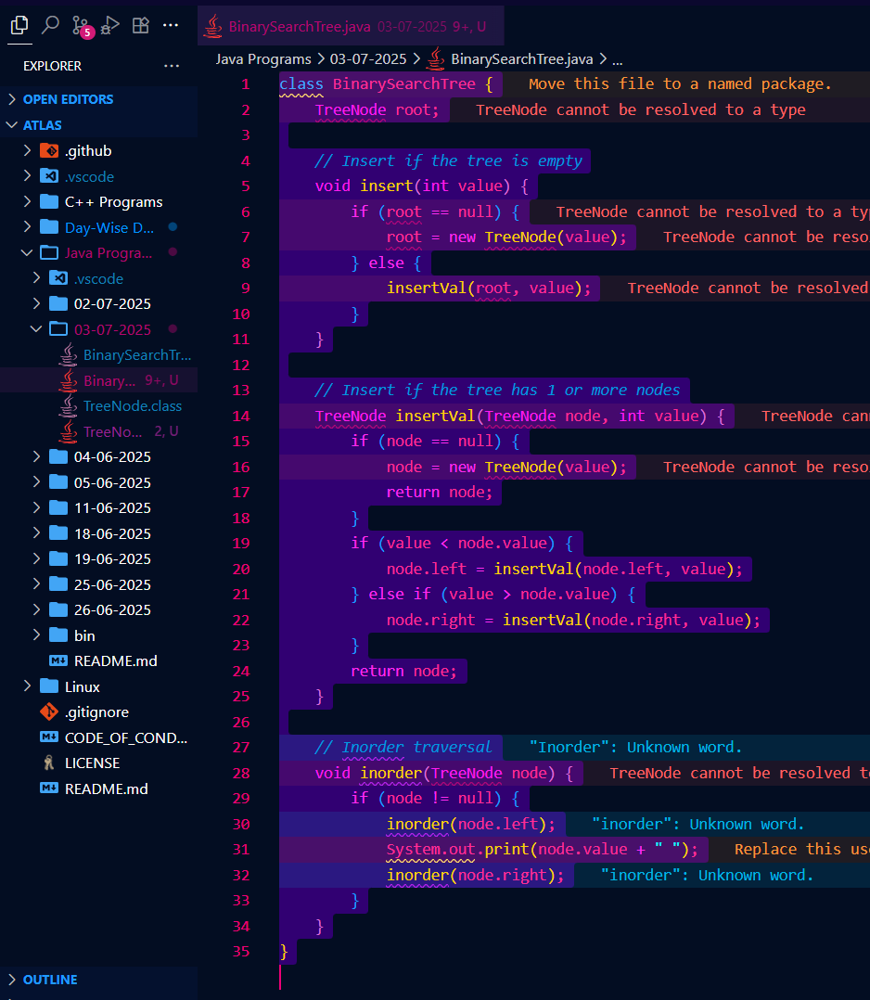 5
BinarySearchTree.java 03-07-2025 9+, U
EXPLORER
OPEN EDITORS
ATLAS
.github
.vscode
C++ Programs
Day-Wise D...
Java Progra...
.vscode
02-07-2025
03-07-2025
BinarySearchTr...
Binary... 9+, U
TreeNode.class
TreeNo... 2, U
04-06-2025
05-06-2025
11-06-2025
18-06-2025
19-06-2025
25-06-2025
26-06-2025
bin
README.md
Linux
.gitignore
CODE_OF_COND...
LICENSE
README.md
OUTLINE
Java Programs > 03-07-2025 > BinarySearchTree.java > ...
1 class BinarySearchTree { Move this file to a named package.
2 TreeNode root; TreeNode cannot be resolved to a type
3
4 // Insert if the tree is empty
5 void insert(int value) {
6 if (root == null) { TreeNode cannot be resolved to a ty
7 root = new TreeNode(value); TreeNode cannot be reso
8 } else {
9 insertVal(root, value); TreeNode cannot be resolved
10 }
11 }
12
13 // Insert if the tree has 1 or more nodes
14 TreeNode insertVal(TreeNode node, int value) { TreeNode can
15 if (node == null) {
16 node = new TreeNode(value); TreeNode cannot be reso
17 return node;
18 }
19 if (value < node.value) {
20 node.left = insertVal(node.left, value);
21 } else if (value > node.value) {
22 node.right = insertVal(node.right, value);
23 }
24 return node;
25 }
26
27 // Inorder traversal "Inorder": Unknown word.
28 void inorder(TreeNode node) { TreeNode cannot be resolved to
29 if (node != null) {
30 inorder(node.left); "inorder": Unknown word.
31 System.out.print(node.value + " "); Replace this use
32 inorder(node.right); "inorder": Unknown word.
33 }
34 }
35 }